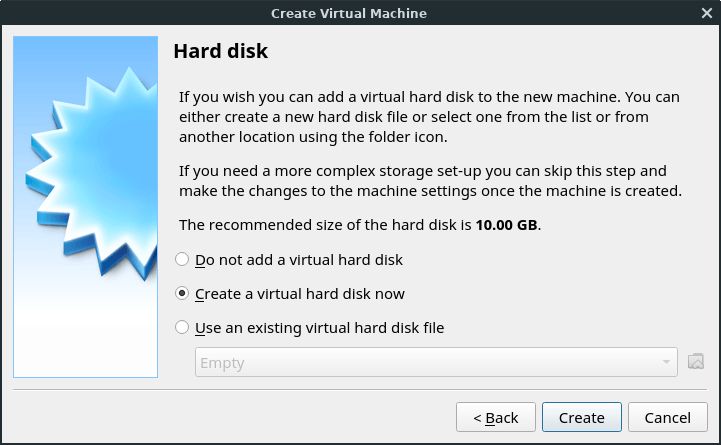 Create Virtual Machine
Hard disk
If you wish you can add a virtual hard disk to the new machine. You can
either create a new hard disk file or select one from the list or from
another location using the folder icon.
If you need a more complex storage set-up you can skip this step and
make the changes to the machine settings once the machine is created.
The recommended size of the hard disk is 10.00 GB.
Do not add a virtual hard disk
Create a virtual hard disk now
Use an existing virtual hard disk file
Empty
< Back
Create
Cancel